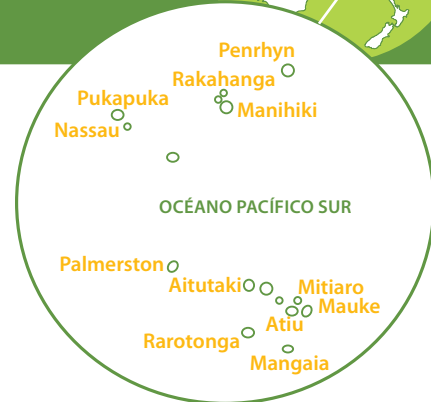 Penrhyn
Rakahanga
Pukapuka
Manihiki
Nassau
OCÉANO PACÍFICO SUR
Palmerston
Aitutaki
Mitiaro
Mauke
Atiu
Rarotonga
Mangaia